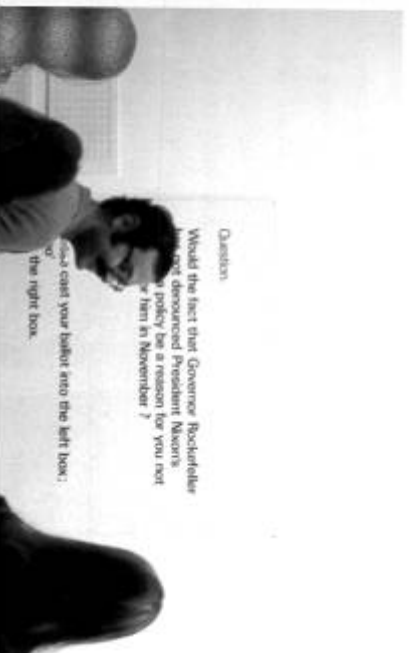 Question:
Would the fact that Governor Rockefeller
has not denounced President Nixon's
policy be a reason for you not
him in November ?
cast your ballot into the left box;
the right box.